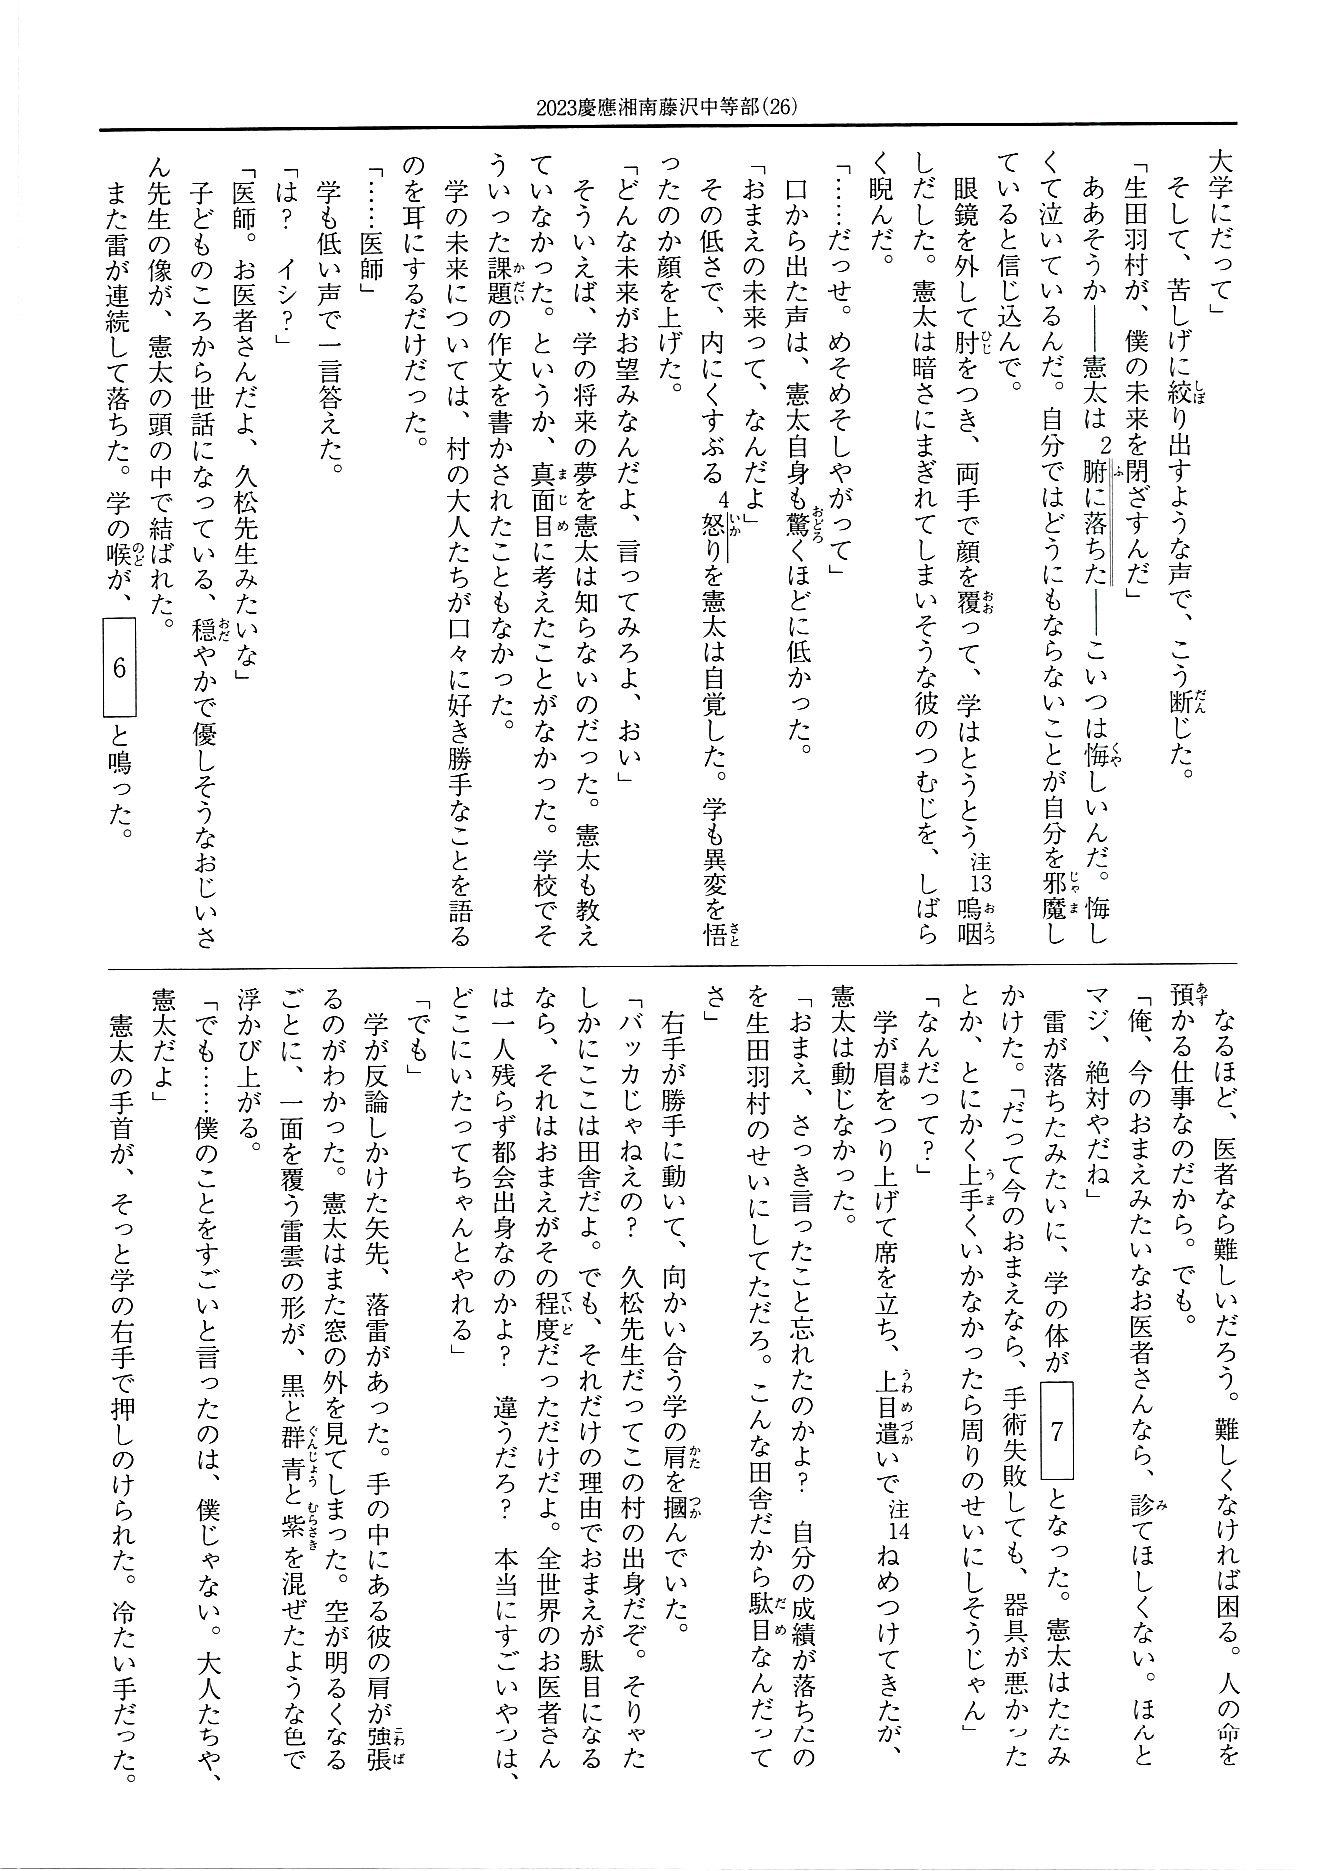 2023慶應湘南藤沢中等部(26)
大学にだって」
そして、苦しげに絞り出すような声で、こう断じた。
「生田羽村が、僕の未来を閉ざすんだ」
ああそうか――憲太は2腑に落ちた――こいつは悔しいんだ。悔し
くて泣いているんだ。自分ではどうにもならないことが自分を邪魔し
ていると信じ込んで。
眼鏡を外して肘をつき、両手で顔を覆って、学はとうとう注13嗚咽
しだした。憲太は暗さにまぎれてしまいそうな彼のつむじを、しばら
く睨んだ。
「……だっせ。めそめそしやがって」
口から出た声は、憲太自身も驚くほどに低かった。
「おまえの未来って、なんだよ」
その低さで、内にくすぶる4怒りを憲太は自覚した。学も異変を悟
ったのか顔を上げた。
「どんな未来がお望みなんだよ、言ってみろよ、おい」
そういえば、学の将来の夢を憲太は知らないのだった。憲太も教え
ていなかった。というか、真面目に考えたことがなかった。学校でそ
ういった課題の作文を書かされたこともなかった。
学の未来については、村の大人たちが口々に好き勝手なことを語る
のを耳にするだけだった。
「……医師」
学も低い声で一言答えた。
「は？　イシ？」
「医師。お医者さんだよ、久松先生みたいな」
子どものころから世話になっている、穏やかで優しそうなおじいさ
ん先生の像が、憲太の頭の中で結ばれた。
また雷が連続して落ちた。学の喉が、6と鳴った。
なるほど、医者なら難しいだろう。難しくなければ困る。人の命を
預かる仕事なのだから。でも。
「俺、今のおまえみたいなお医者さんなら、診てほしくない。ほんと
マジ、絶対やだね」
雷が落ちたみたいに、学の体が7となった。憲太はたたみ
かけた。「だって今のおまえなら、手術失敗しても、器具が悪かった
とか、とにかく上手くいかなかったら周りのせいにしそうじゃん」
「なんだって？」
学が眉をつり上げて席を立ち、上目遣いで注14ねめつけてきたが、
憲太は動じなかった。
「おまえ、さっき言ったこと忘れたのかよ？　自分の成績が落ちたの
を生田羽村のせいにしてただろ。こんな田舎だから駄目なんだって
さ」
右手が勝手に動いて、向かい合う学の肩を摑んでいた。
「バッカじゃねえの？　久松先生だってこの村の出身だぞ。そりゃた
しかにここは田舎だよ。でも、それだけの理由でおまえが駄目になる
なら、それはおまえがその程度だっただけだよ。全世界のお医者さん
は一人残らず都会出身なのかよ？　違うだろ？　本当にすごいやつは、
どこにいたってちゃんとやれる」
「でも」
学が反論しかけた矢先、落雷があった。手の中にある彼の肩が強張
るのがわかった。憲太はまた窓の外を見てしまった。空が明るくなる
ごとに、一面を覆う雷雲の形が、黒と群青と紫を混ぜたような色で
浮かび上がる。
「でも……僕のことをすごいと言ったのは、僕じゃない。大人たちや、
憲太だよ」
憲太の手首が、そっと学の右手で押しのけられた。冷たい手だった。